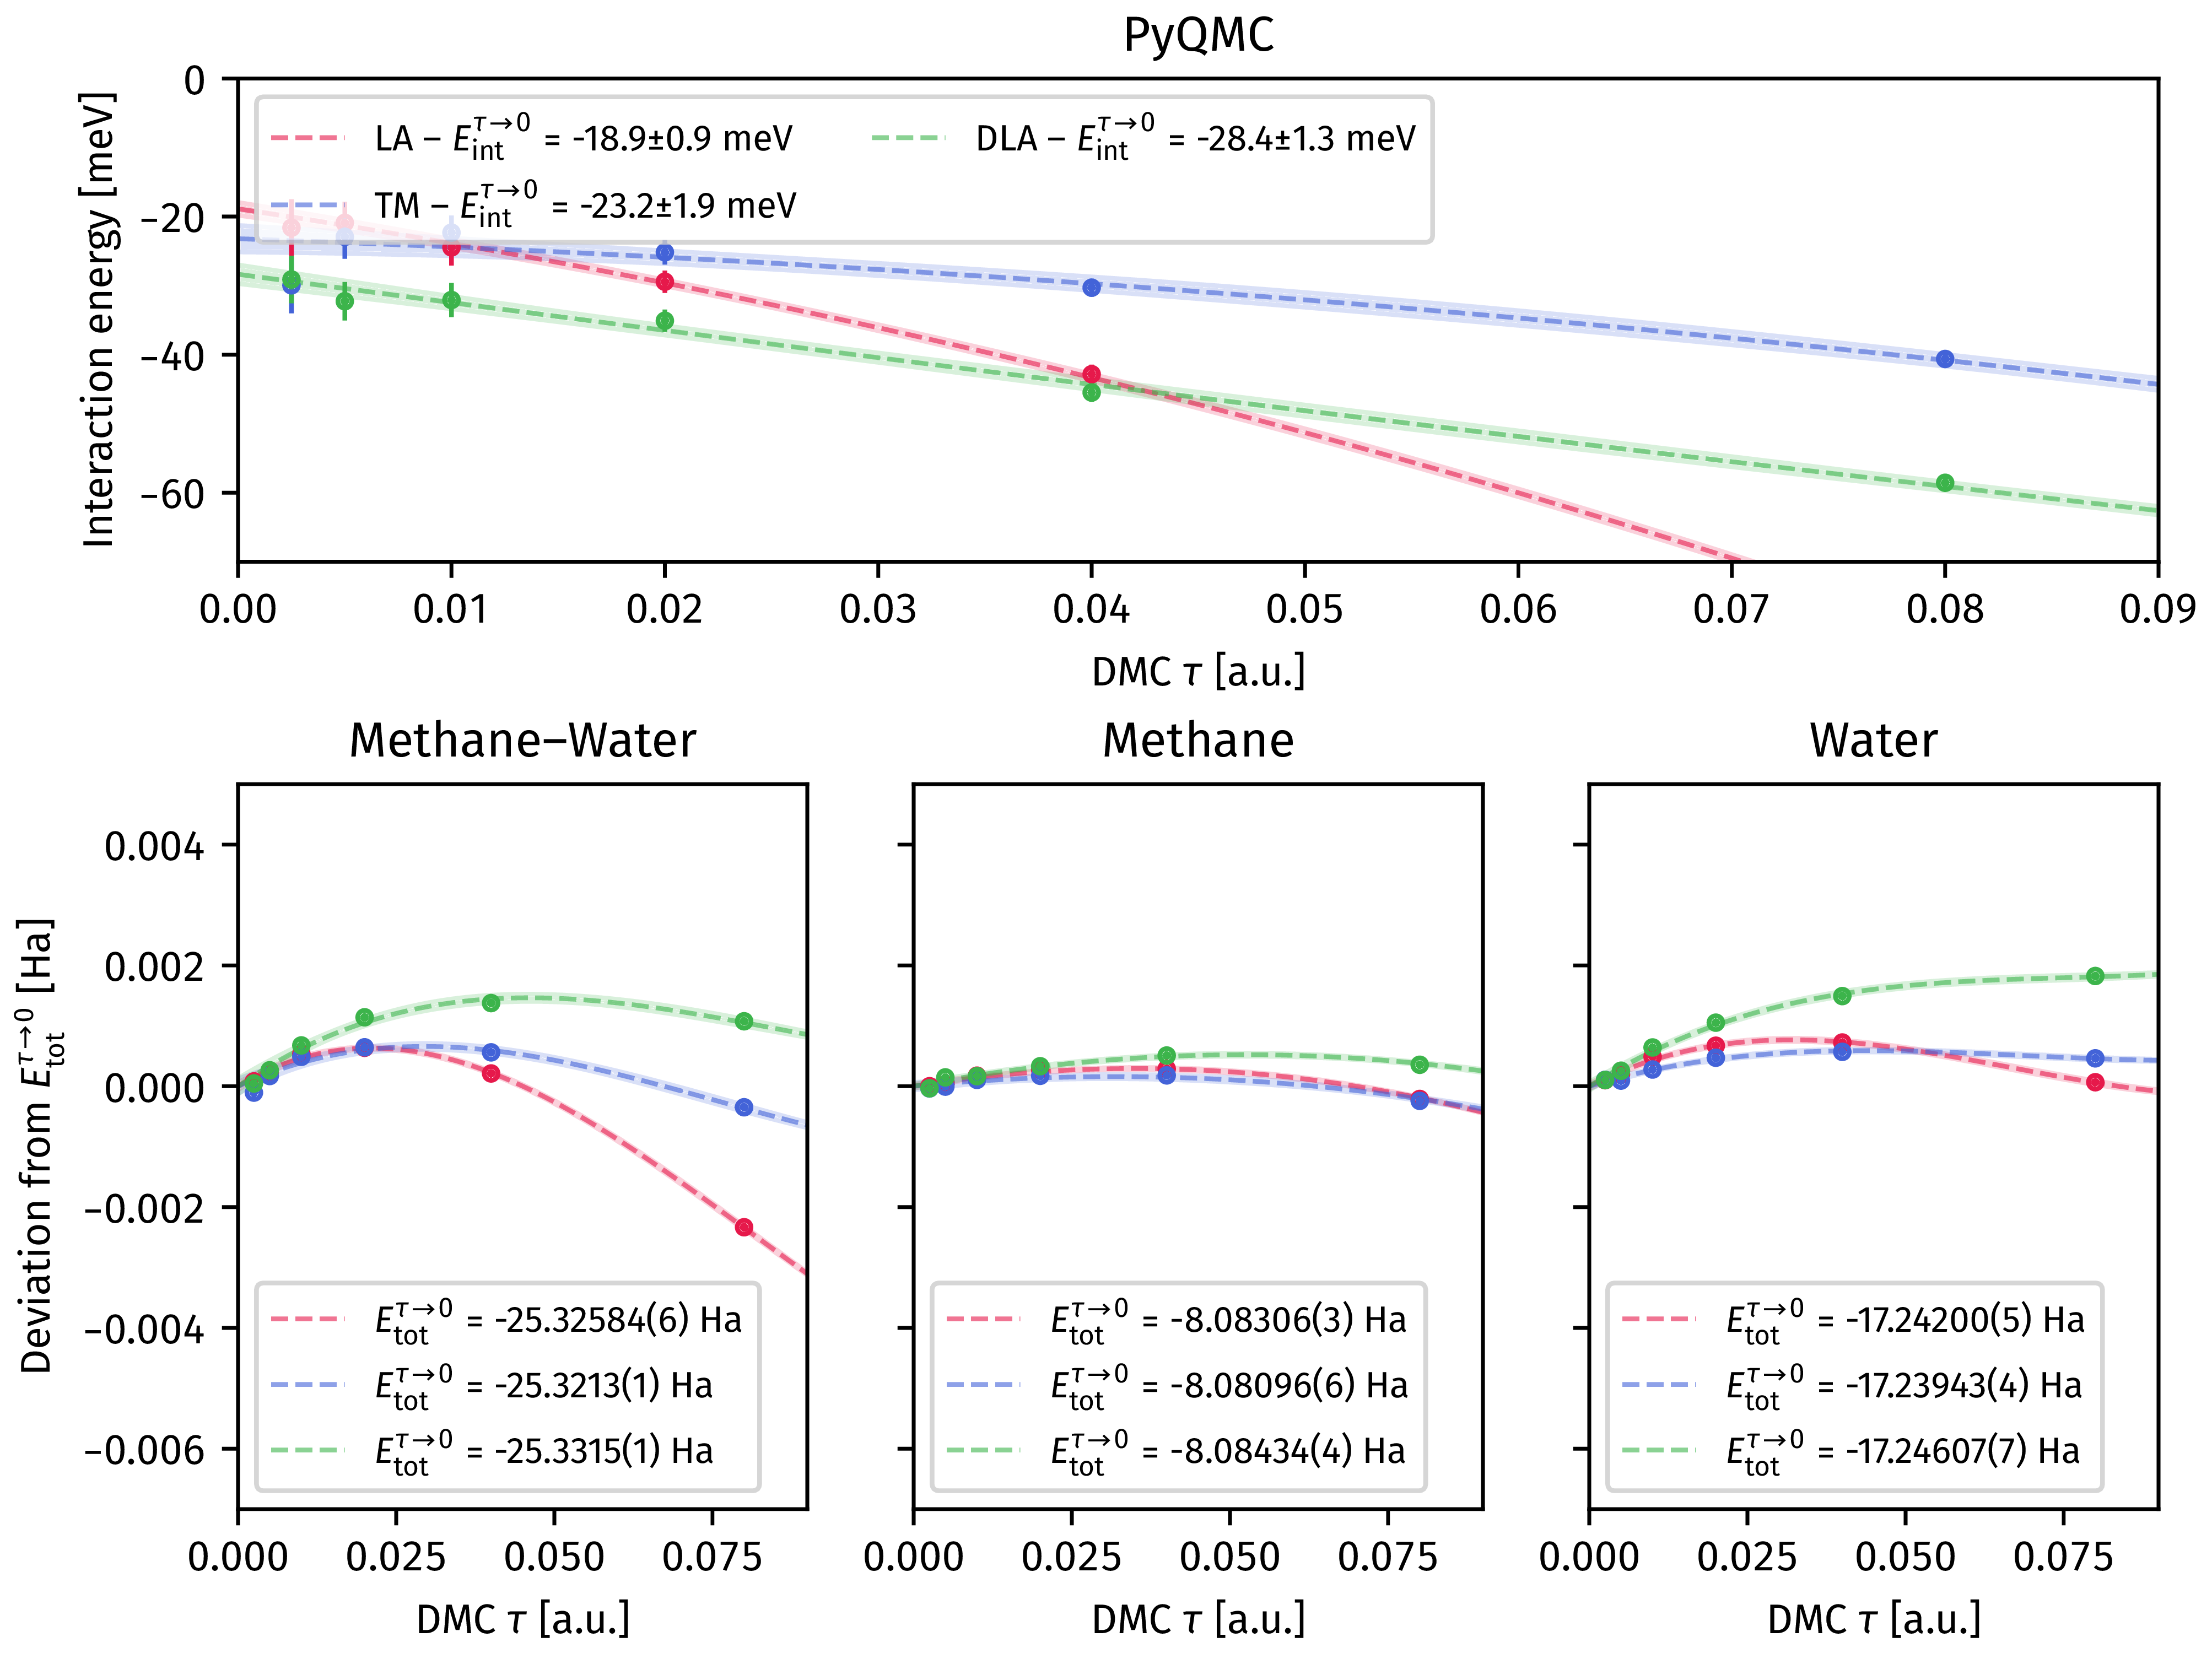 PyQMC
Interaction energy [meV]
0
−20
−40
−60
LA – E_int^{τ→0} = -18.9±0.9 meV
TM – E_int^{τ→0} = -23.2±1.9 meV
DLA – E_int^{τ→0} = -28.4±1.3 meV
0.00 0.01 0.02 0.03 0.04 0.05 0.06 0.07 0.08 0.09
DMC τ [a.u.]
Methane–Water
Methane
Water
Deviation from E_tot^{τ→0} [Ha]
0.004
0.002
0.000
−0.002
−0.004
−0.006
E_tot^{τ→0} = -25.32584(6) Ha
E_tot^{τ→0} = -25.3213(1) Ha
E_tot^{τ→0} = -25.3315(1) Ha
E_tot^{τ→0} = -8.08306(3) Ha
E_tot^{τ→0} = -8.08096(6) Ha
E_tot^{τ→0} = -8.08434(4) Ha
E_tot^{τ→0} = -17.24200(5) Ha
E_tot^{τ→0} = -17.23943(4) Ha
E_tot^{τ→0} = -17.24607(7) Ha
0.000 0.025 0.050 0.075
0.000 0.025 0.050 0.075
0.000 0.025 0.050 0.075
DMC τ [a.u.]
DMC τ [a.u.]
DMC τ [a.u.]